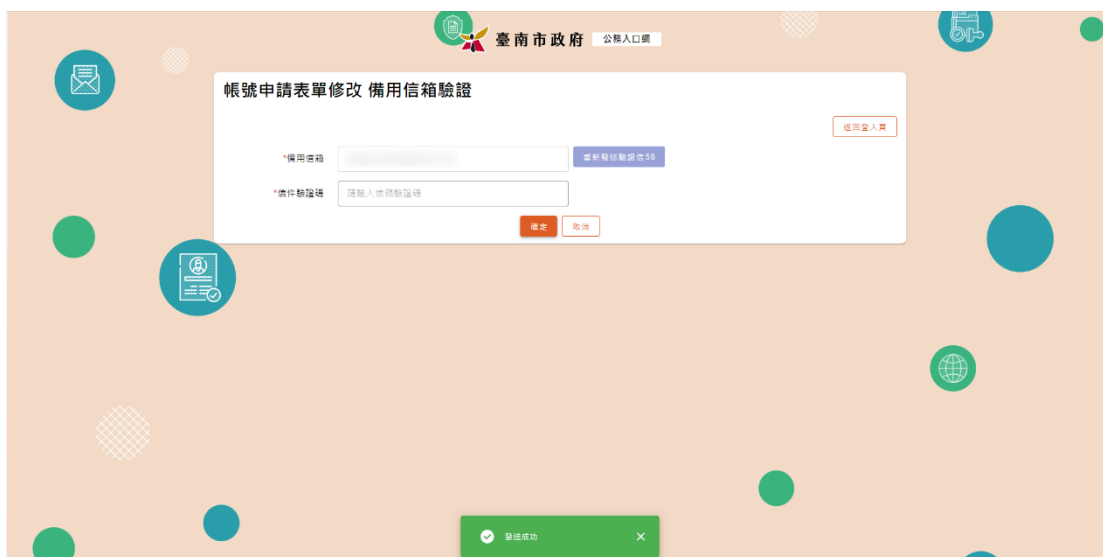 臺南市政府 公務入口網
帳號申請表單修改 備用信箱驗證
返回登入頁
*備用信箱
重新發送驗證信58
*信件驗證碼 請輸入信箱驗證碼
確定 取消
發送成功